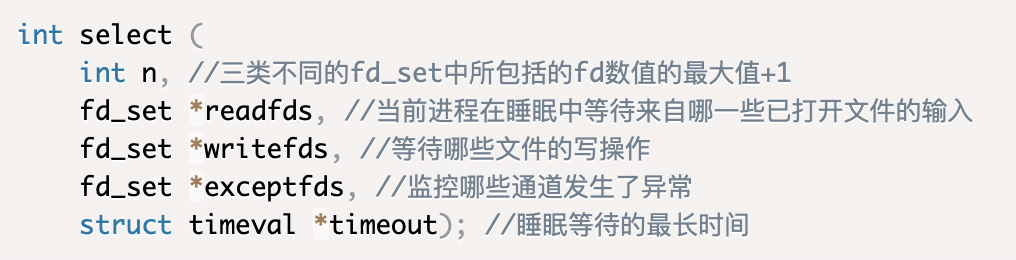 int select (
    int n, //三类不同的fd_set中所包括的fd数值的最大值+1
    fd_set *readfds, //当前进程在睡眠中等待来自哪一些已打开文件的输入
    fd_set *writefds, //等待哪些文件的写操作
    fd_set *exceptfds, //监控哪些通道发生了异常
    struct timeval *timeout); //睡眠等待的最长时间